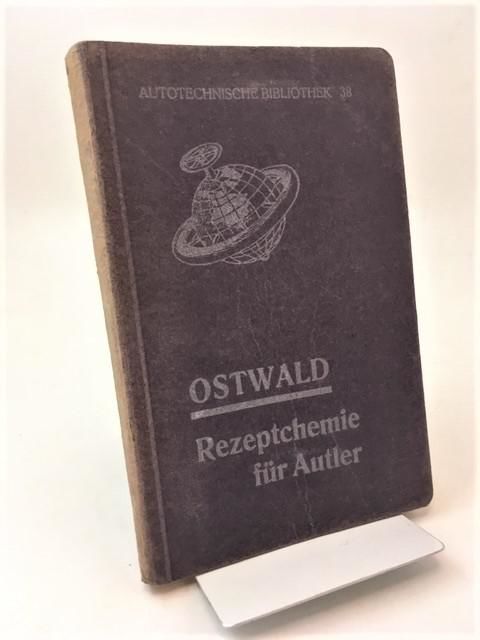 AUTOTECHNISCHE BIBLIOTHEK 38
OSTWALD
Rezeptchemie
für Autler